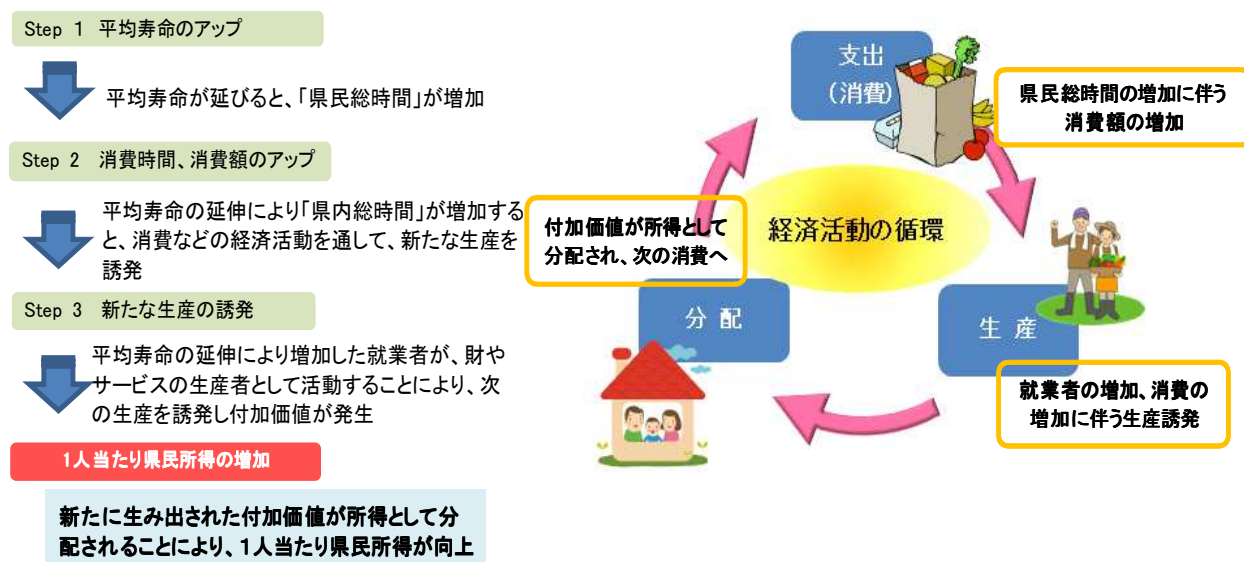 Step 1 平均寿命のアップ
平均寿命が延びると、「県民総時間」が増加
Step 2 消費時間、消費額のアップ
平均寿命の延伸により「県内総時間」が増加する
と、消費などの経済活動を通して、新たな生産を
誘発
Step 3 新たな生産の誘発
平均寿命の延伸により増加した就業者が、財や
サービスの生産者として活動することにより、次
の生産を誘発し付加価値が発生
1人当たり県民所得の増加
新たに生み出された付加価値が所得として分
配されることにより、1人当たり県民所得が向上
支出
(消費)
県民総時間の増加に伴う
消費額の増加
付加価値が所得として
分配され、次の消費へ
経済活動の循環
分 配
生 産
就業者の増加、消費の
増加に伴う生産誘発